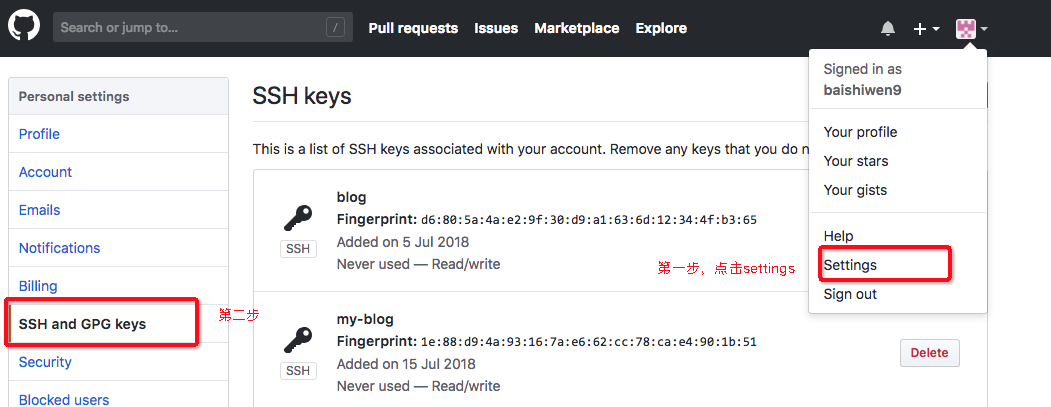 Search or jump to...
/
Pull requests
Issues
Marketplace
Explore
Signed in as
baishiwen9
Your profile
Your stars
Your gists
Help
Settings
Sign out
第一步，点击settings
Personal settings
Profile
Account
Emails
Notifications
Billing
SSH and GPG keys
Security
Blocked users
第二步
SSH keys
This is a list of SSH keys associated with your account. Remove any keys that you do n
blog
Fingerprint: d6:80:5a:4a:e2:9f:30:d9:a1:63:6d:12:34:4f:b3:65
SSH
Added on 5 Jul 2018
Never used — Read/write
my-blog
Fingerprint: 1e:88:d9:4a:93:16:7a:e6:62:cc:78:ca:e4:90:1b:51
SSH
Added on 15 Jul 2018
Never used — Read/write
Delete